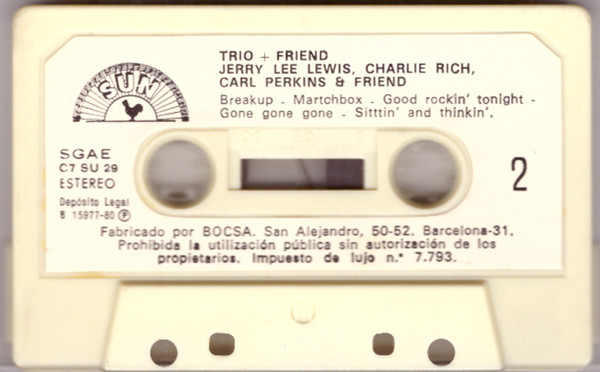 SUN
TRIO + FRIEND
JERRY LEE LEWIS, CHARLIE RICH,
CARL PERKINS & FRIEND
Breakup - Martchbox - Good rockin' tonight -
Gone gone gone - Sitttin' and thinkin'.
SGAE
C7 SU 29
ESTEREO
Depósito Legal
B 15977-80 Ⓟ
2
Fabricado por BOCSA. San Alejandro, 50-52. Barcelona-31.
Prohibida la utilización pública sin autorización de los
propietarios. Impuesto de lujo n.° 7.793.